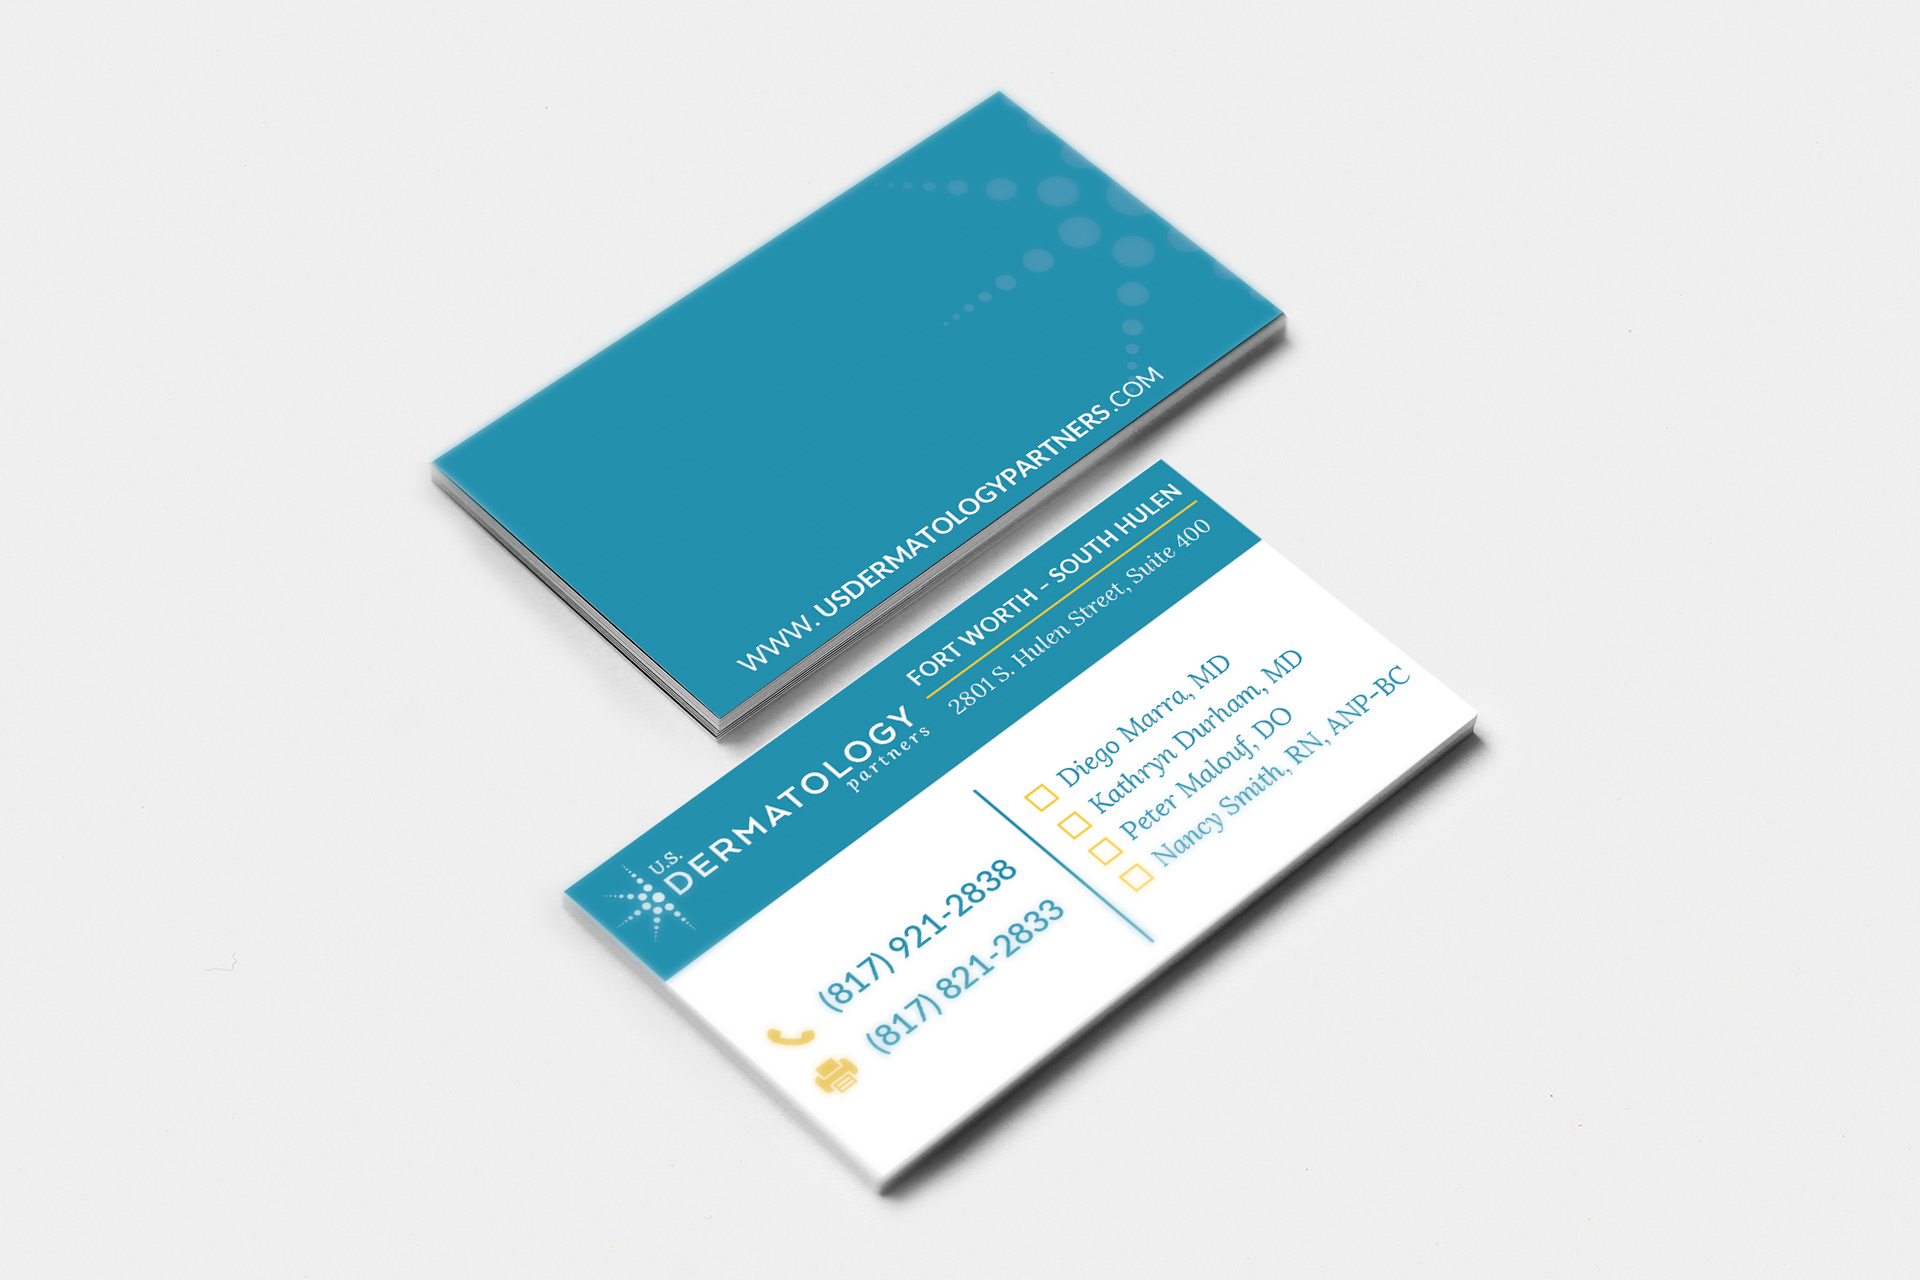 WWW.USDERMATOLOGYPARTNERS.COM
U.S.
DERMATOLOGY
partners
FORT WORTH – SOUTH HULEN
2801 S. Hulen Street, Suite 400
(817) 921-2838
(817) 821-2833
Diego Marra, MD
Kathryn Durham, MD
Peter Malouf, DO
Nancy Smith, RN, ANP-BC